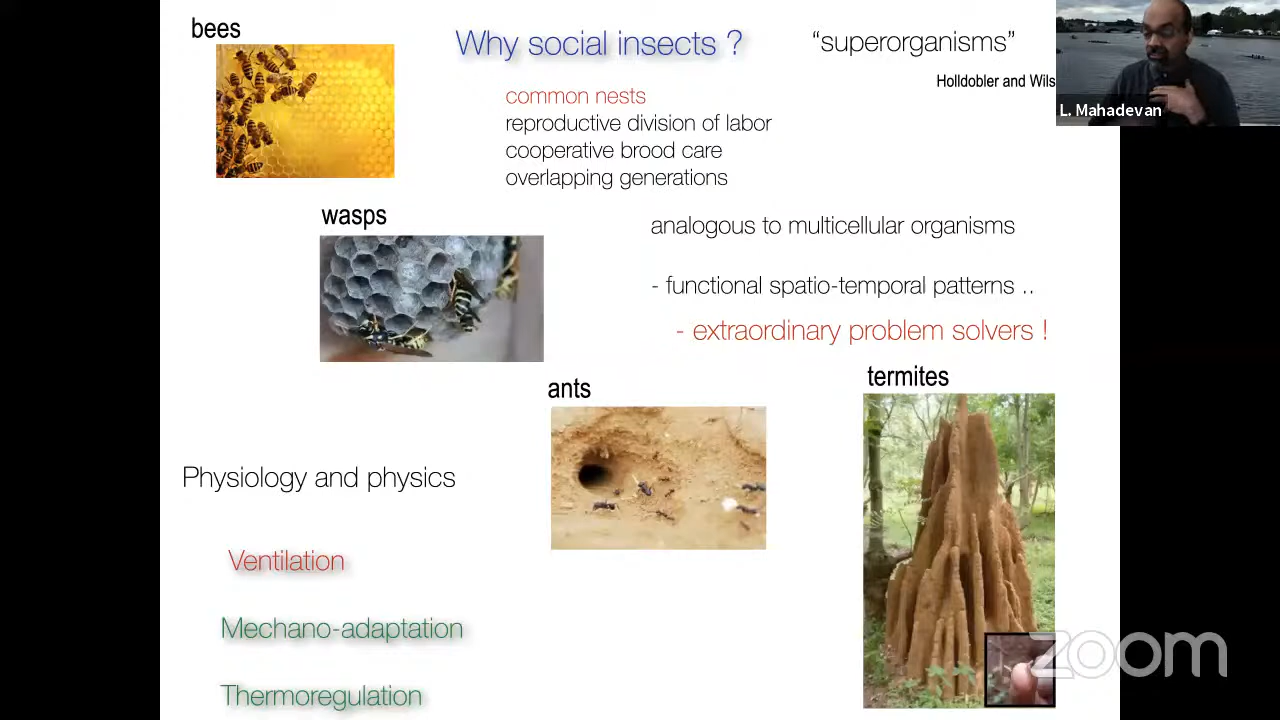 bees
Why social insects ?
“superorganisms”
Holldobler and Wils
L. Mahadevan
common nests
reproductive division of labor
cooperative brood care
overlapping generations
wasps
analogous to multicellular organisms
- functional spatio-temporal patterns ..
- extraordinary problem solvers !
ants
termites
Physiology and physics
Ventilation
Mechano-adaptation
Thermoregulation
zoom